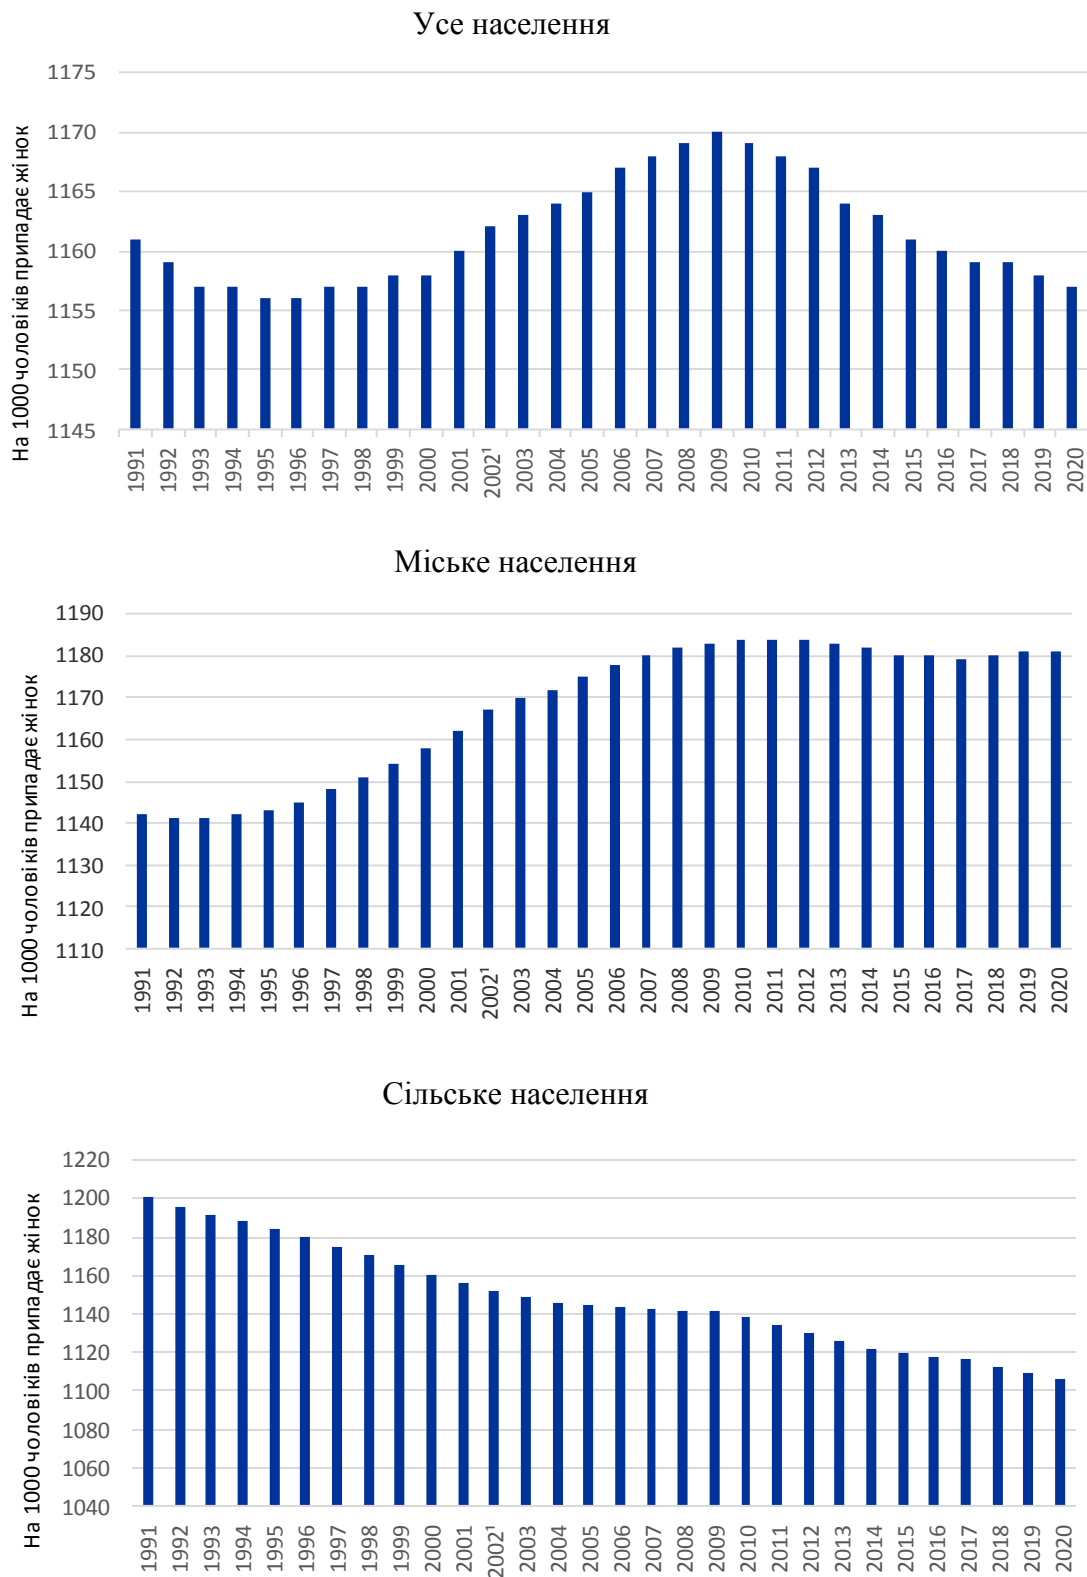 Усе населення
На 1000 чоловіків припадає жінок
1175
1170
1165
1160
1155
1150
1145
1991 1992 1993 1994 1995 1996 1997 1998 1999 2000 2001 2002¹ 2003 2004 2005 2006 2007 2008 2009 2010 2011 2012 2013 2014 2015 2016 2017 2018 2019 2020
Міське населення
На 1000 чоловіків припадає жінок
1190
1180
1170
1160
1150
1140
1130
1120
1110
1991 1992 1993 1994 1995 1996 1997 1998 1999 2000 2001 2002¹ 2003 2004 2005 2006 2007 2008 2009 2010 2011 2012 2013 2014 2015 2016 2017 2018 2019 2020
Сільське населення
На 1000 чоловіків припадає жінок
1220
1200
1180
1160
1140
1120
1100
1080
1060
1040
1991 1992 1993 1994 1995 1996 1997 1998 1999 2000 2001 2002¹ 2003 2004 2005 2006 2007 2008 2009 2010 2011 2012 2013 2014 2015 2016 2017 2018 2019 2020